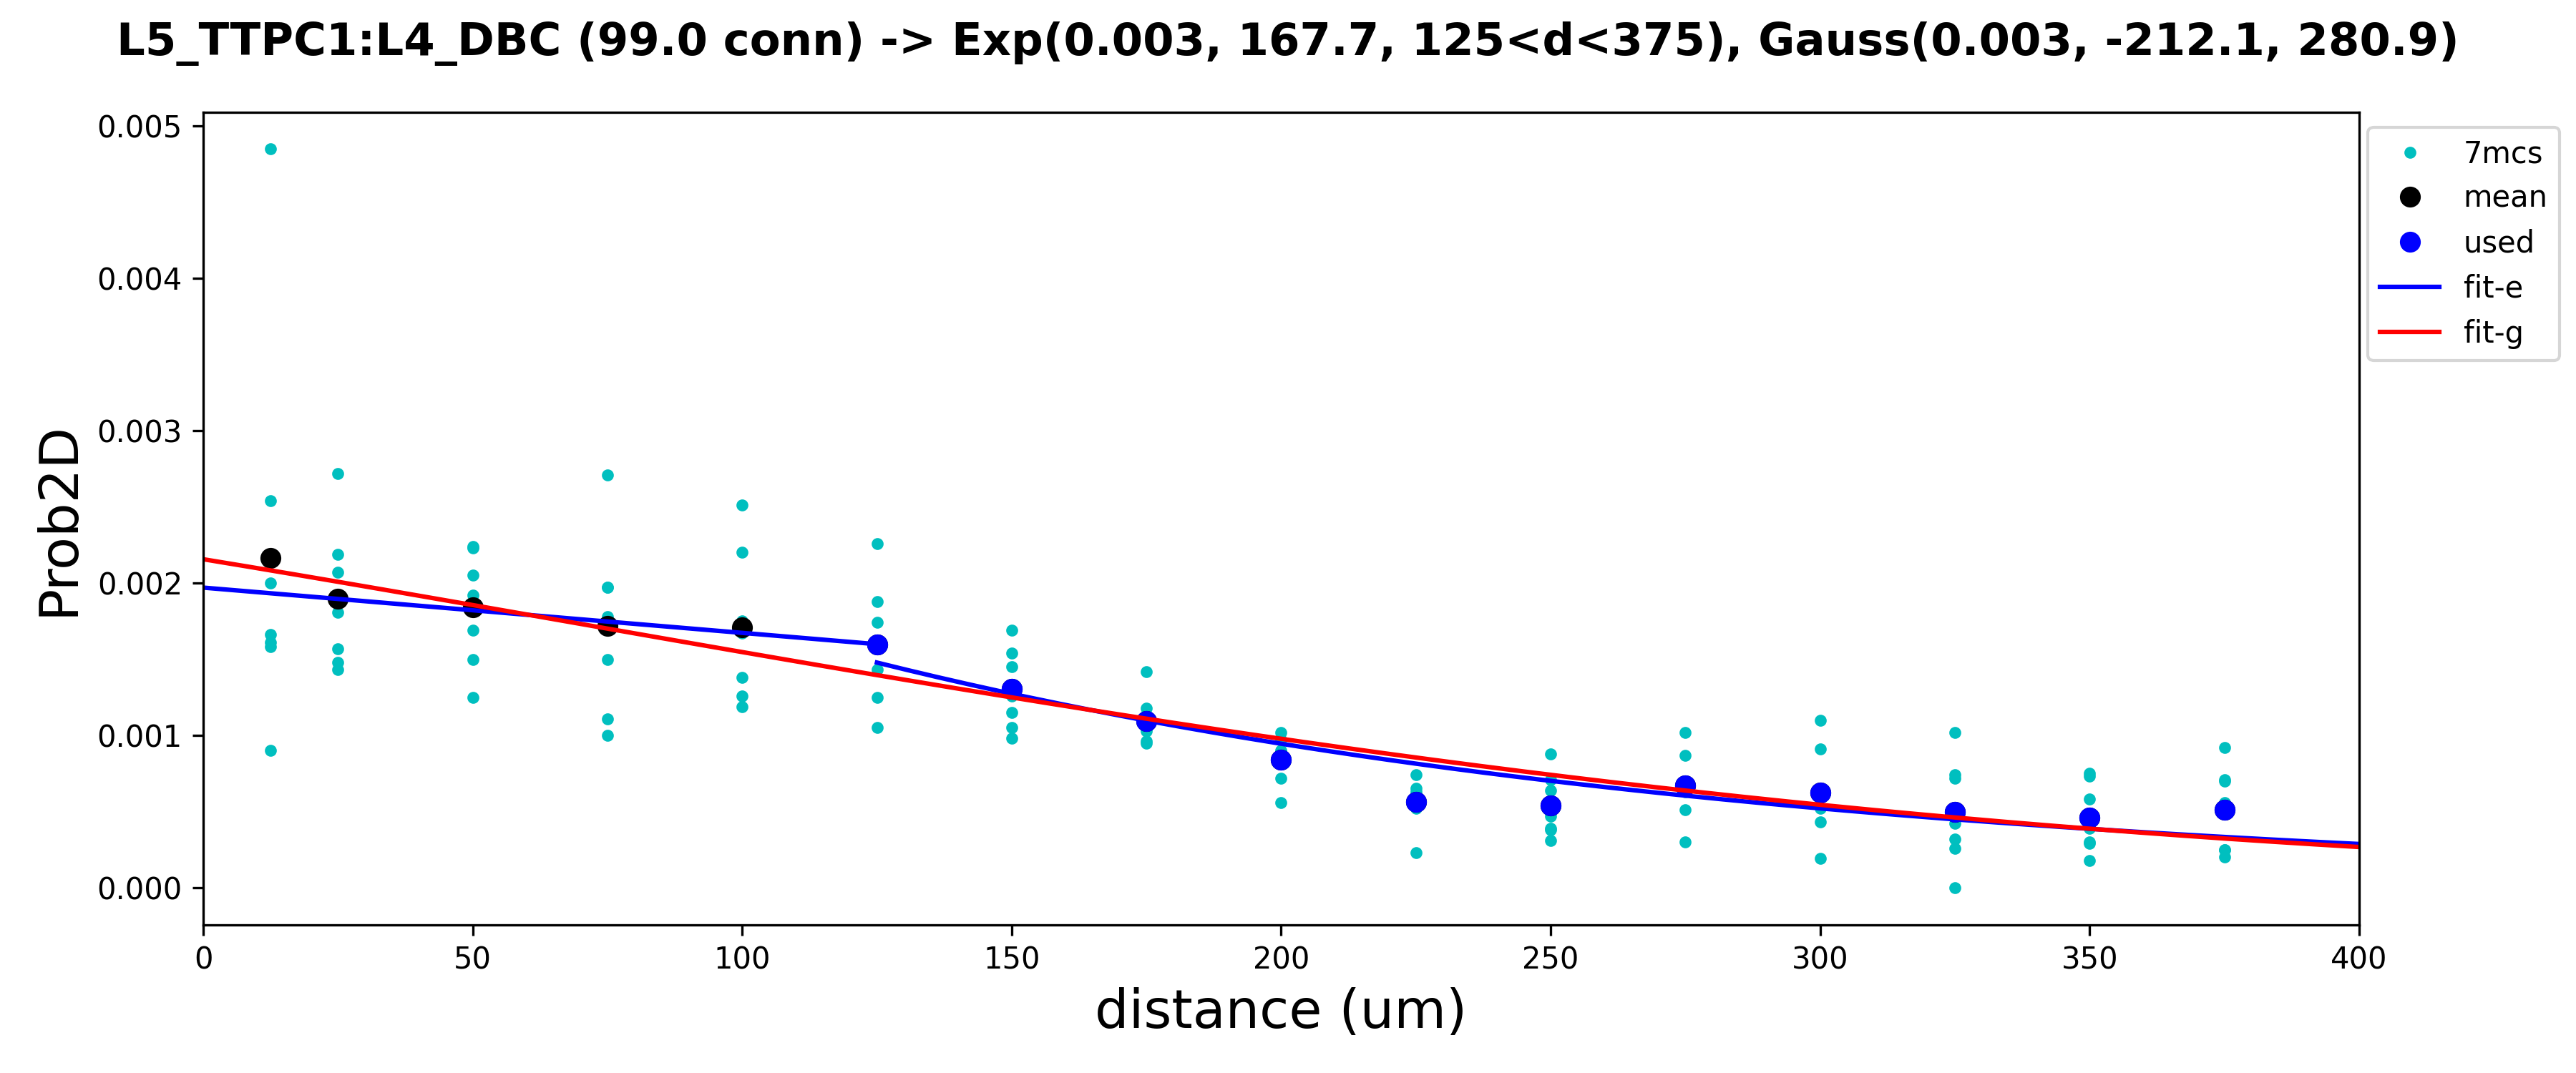 L5_TTPC1:L4_DBC (99.0 conn) -> Exp(0.003, 167.7, 125<d<375), Gauss(0.003, -212.1, 280.9)
0.005
0.004
0.003
0.002
0.001
0.000
Prob2D
0 50 100 150 200 250 300 350 400
distance (um)
7mcs
mean
used
fit-e
fit-g